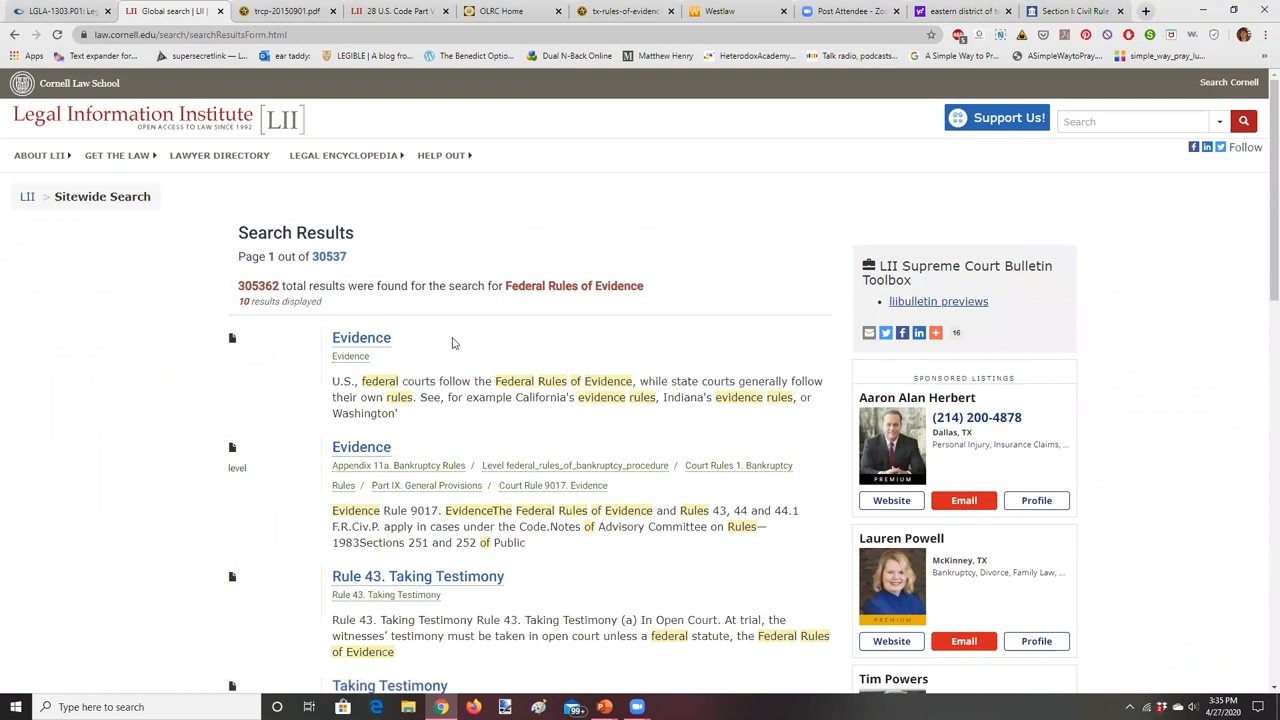 LGA-1303.P01: Legal
Global search | LII
trcp-20150901.pdf
LII 28 U.S. Code Part V
OLRC Home
tx-rules-of-evidence
Westlaw
Peter Attenda
western distri
Section I: Ru
law.cornell.edu/search/searchResultsForm.html
Apps
Text expander for...
supersecretlink — L...
ear taddy:
LEGIBLE | A blog fro...
The Benedict Optio...
Dual N-Back Online
Matthew Henry
HeterodoxAcademy...
Talk radio, podcasts...
A Simple Way to Pr...
ASimpleWaytoPray...
simple_way_pray_lu...
Cornell Law School
Search Cornell
Legal Information Institute [LII]
OPEN ACCESS TO LAW SINCE 1992
Support Us!
Search
ABOUT LII
GET THE LAW
LAWYER DIRECTORY
LEGAL ENCYCLOPEDIA
HELP OUT
Follow
LII > Sitewide Search
Search Results
Page 1 out of 30537
305362 total results were found for the search for Federal Rules of Evidence
10 results displayed
Evidence
Evidence
U.S., federal courts follow the Federal Rules of Evidence, while state courts generally follow
their own rules. See, for example California's evidence rules, Indiana's evidence rules, or
Washington'
level
Evidence
Appendix 11a. Bankruptcy Rules / Level federal_rules_of_bankruptcy_procedure / Court Rules 1. Bankruptcy
Rules / Part IX. General Provisions / Court Rule 9017. Evidence
Evidence Rule 9017. EvidenceThe Federal Rules of Evidence and Rules 43, 44 and 44.1
F.R.Civ.P. apply in cases under the Code.Notes of Advisory Committee on Rules—
1983Sections 251 and 252 of Public
Rule 43. Taking Testimony
Rule 43. Taking Testimony
Rule 43. Taking Testimony Rule 43. Taking Testimony (a) In Open Court. At trial, the
witnesses’ testimony must be taken in open court unless a federal statute, the Federal Rules
of Evidence
Taking Testimony
LII Supreme Court Bulletin
Toolbox
liibulletin previews
16
SPONSORED LISTINGS
Aaron Alan Herbert
(214) 200-4878
Dallas, TX
Personal Injury, Insurance Claims, ...
PREMIUM
Website
Email
Profile
Lauren Powell
McKinney, TX
Bankruptcy, Divorce, Family Law, ...
PREMIUM
Website
Email
Profile
Tim Powers
Type here to search
99+
3:35 PM
4/27/2020